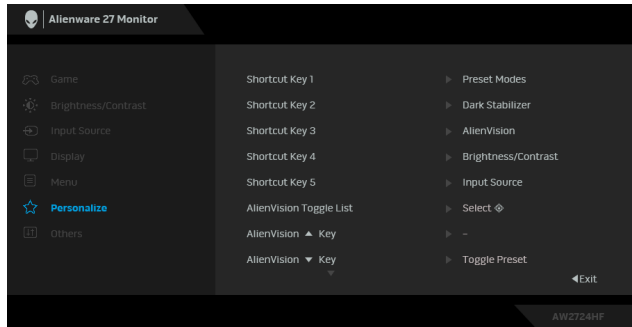 Alienware 27 Monitor
Game
Brightness/Contrast
Input Source
Display
Menu
Personalize
Others
Shortcut Key 1 Preset Modes
Shortcut Key 2 Dark Stabilizer
Shortcut Key 3 AlienVision
Shortcut Key 4 Brightness/Contrast
Shortcut Key 5 Input Source
AlienVision Toggle List Select
AlienVision ▲ Key –
AlienVision ▼ Key Toggle Preset
Exit
AW2724HF